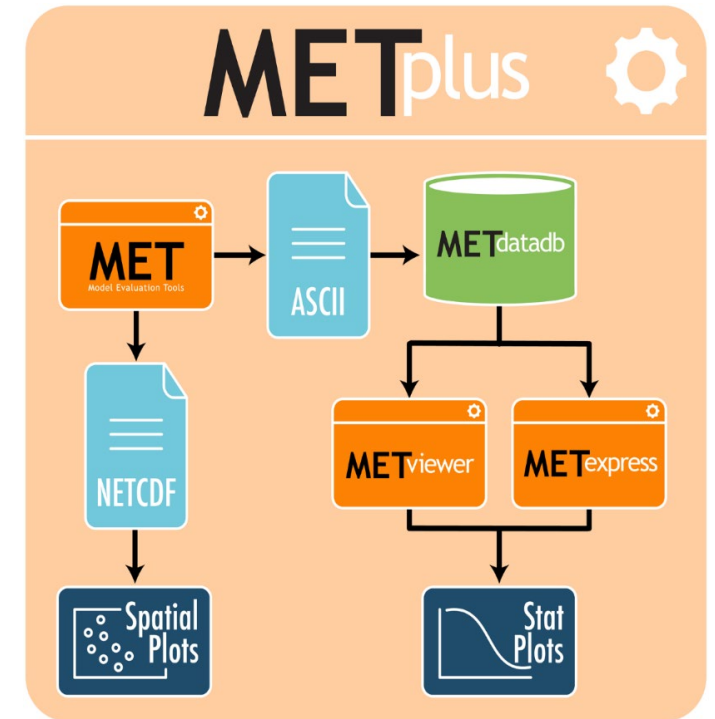 METplus
MET
Model Evaluation Tools
ASCII
METdatadb
NETCDF
METviewer
METexpress
Spatial
Plots
Stat
Plots